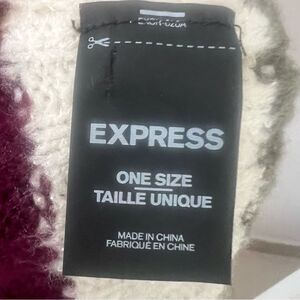 EXPRESS
ONE SIZE
TAILLE UNIQUE
MADE IN CHINA
FABRIQUÉ EN CHINE